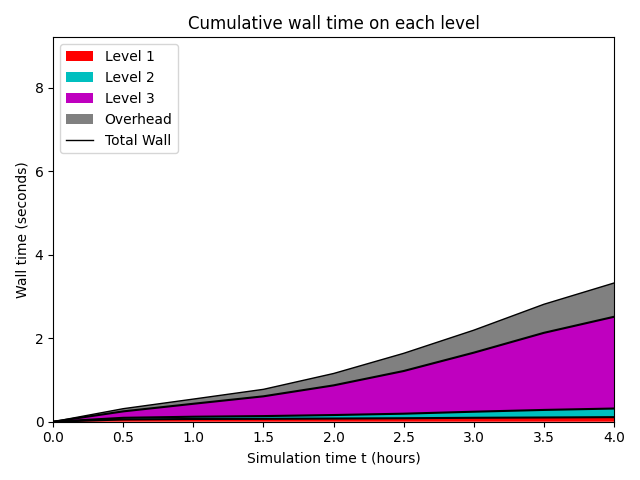 Cumulative wall time on each level
Level 1
Level 2
Level 3
Overhead
Total Wall
Wall time (seconds)
8
6
4
2
0
0.0 0.5 1.0 1.5 2.0 2.5 3.0 3.5 4.0
Simulation time t (hours)